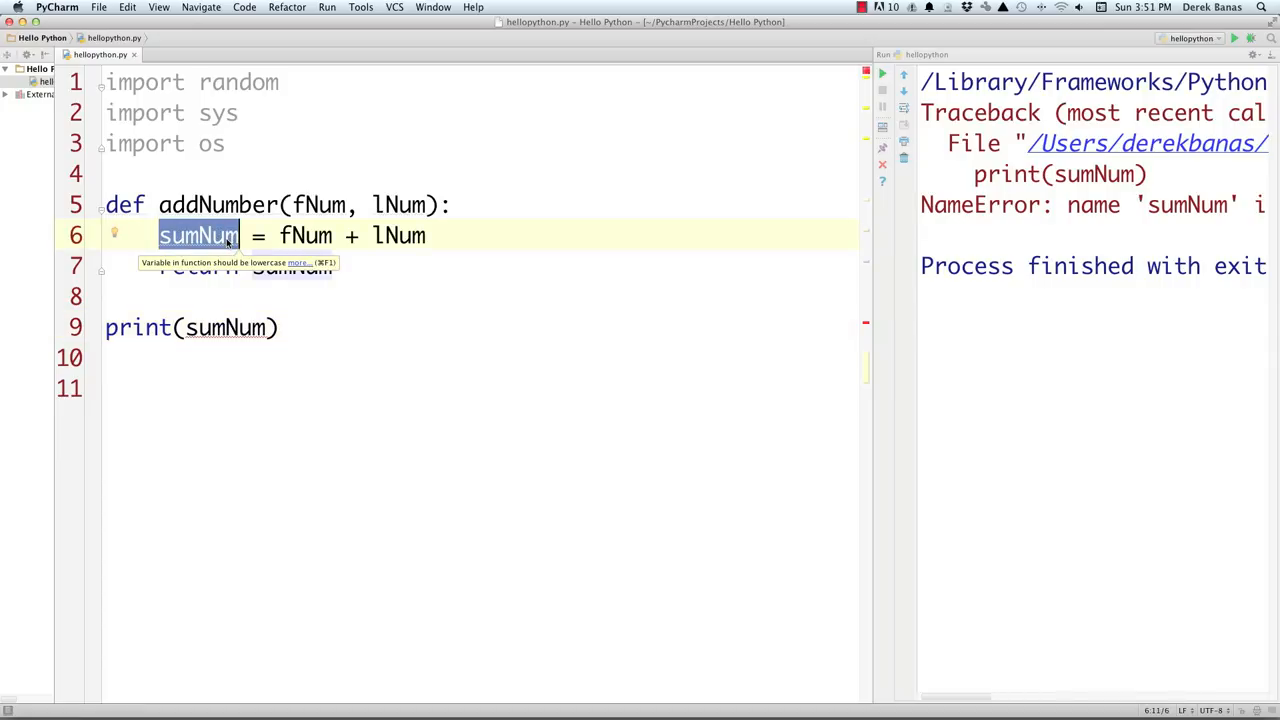 PyCharm File Edit View Navigate Code Refactor PyCharm Run Tools VCS Window Help 10 Sun 3:51 PM Derek Banas
hellopython.py - Hello Python - [~/PycharmProjects/Hello Python]
Hello Python hellopython.py hellopython
hellopython.py Run hellopython
Hello P
hell
Externa
1 import random
2 import sys
3 import os
4
5 def addNumber(fNum, lNum):
6 sumNum = fNum + lNum
Variable in function should be lowercase more... (⌘F1)
7 return sumNum
8
9 print(sumNum)
10
11
/Library/Frameworks/Python
Traceback (most recent cal
File "/Users/derekbanas/
print(sumNum)
NameError: name 'sumNum' i
Process finished with exit
6:11/6 LF UTF-8